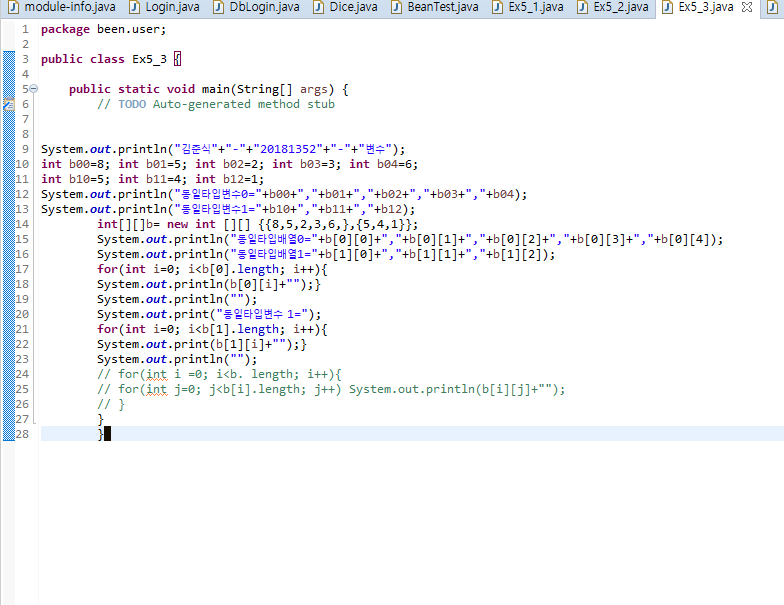 module-info.java Login.java DbLogin.java Dice.java BeanTest.java Ex5_1.java Ex5_2.java Ex5_3.java
1 package been.user;
2
3 public class Ex5_3 {
4
5 public static void main(String[] args) {
6 // TODO Auto-generated method stub
7
8
9 System.out.println("김준식"+"-"+"20181352"+"-"+"변수");
10 int b00=8; int b01=5; int b02=2; int b03=3; int b04=6;
11 int b10=5; int b11=4; int b12=1;
12 System.out.println("동일타입변수0="+b00+","+b01+","+b02+","+b03+","+b04);
13 System.out.println("동일타입변수1="+b10+","+b11+","+b12);
14 int[][]b= new int [][] {{8,5,2,3,6,},{5,4,1}};
15 System.out.println("동일타입배열0="+b[0][0]+","+b[0][1]+","+b[0][2]+","+b[0][3]+","+b[0][4]);
16 System.out.println("동일타입배열1="+b[1][0]+","+b[1][1]+","+b[1][2]);
17 for(int i=0; i<b[0].length; i++){
18 System.out.println(b[0][i]+"");}
19 System.out.println("");
20 System.out.print("동일타입변수 1=");
21 for(int i=0; i<b[1].length; i++){
22 System.out.print(b[1][i]+"");}
23 System.out.println("");
24 // for(int i =0; i<b. length; i++){
25 // for(int j=0; j<b[i].length; j++) System.out.println(b[i][j]+"");
26 // }
27 }
28 }